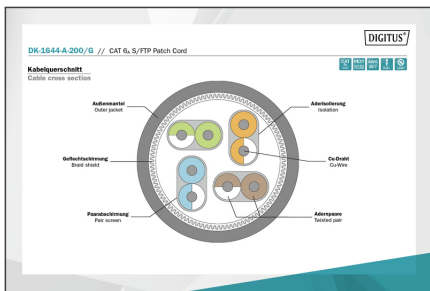 DIGITUS®
DK-1644-A-200/G // CAT 6A S/FTP Patch Cord
Kabelquerschnitt
Cable cross section
Außenmantel
Outer jacket
Aderisolierung
Isolation
Geflechtschirmung
Braid shield
Cu-Draht
Cu-Wire
Paarabschirmung
Pair screen
Aderspaare
Twisted pair